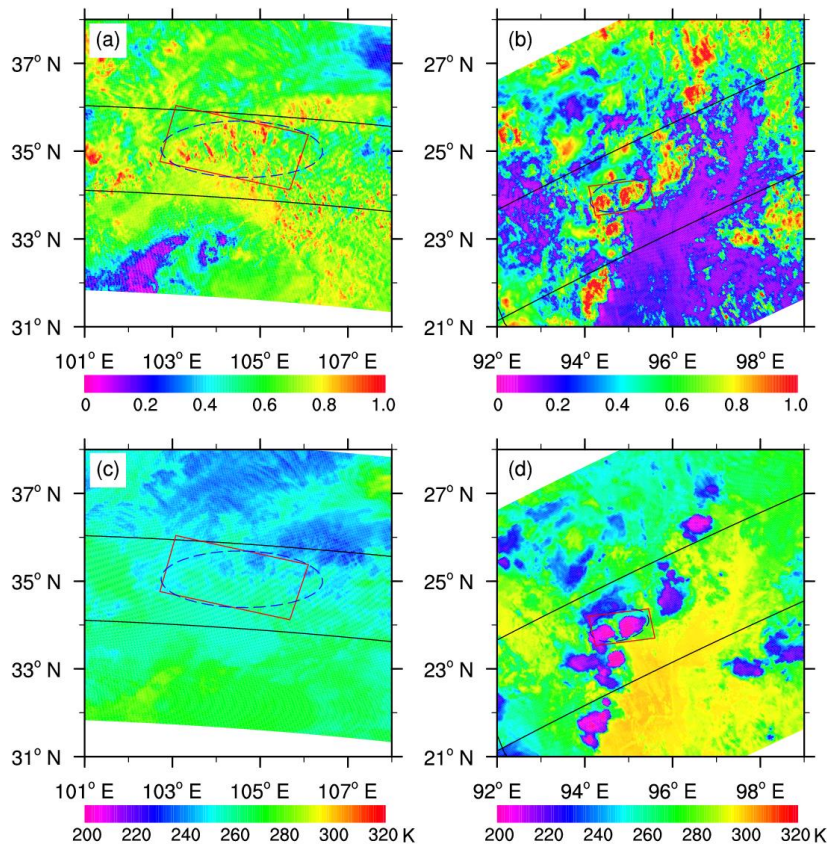 (a)
37° N
35° N
33° N
31° N
101° E 103° E 105° E 107° E
0 0.2 0.4 0.6 0.8 1.0
(b)
27° N
25° N
23° N
21° N
92° E 94° E 96° E 98° E
0 0.2 0.4 0.6 0.8 1.0
(c)
37° N
35° N
33° N
31° N
101° E 103° E 105° E 107° E
200 220 240 260 280 300 320 K
(d)
27° N
25° N
23° N
21° N
92° E 94° E 96° E 98° E
200 220 240 260 280 300 320 K